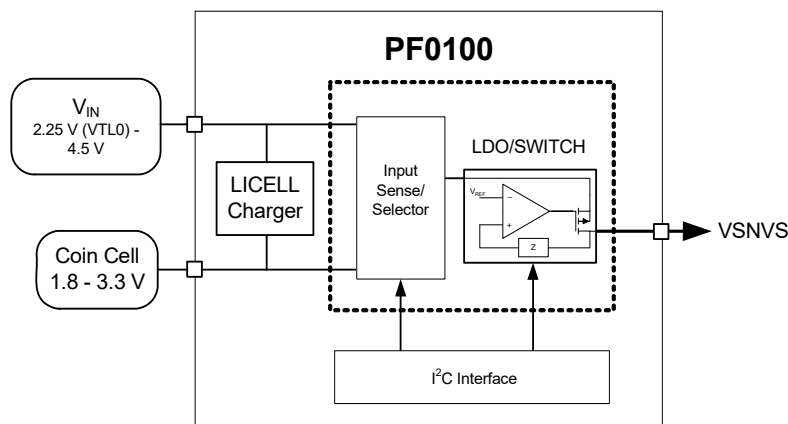 PF0100
V_IN
2.25 V (VTL0) -
4.5 V
LICELL
Charger
Coin Cell
1.8 - 3.3 V
Input
Sense/
Selector
LDO/SWITCH
V_REF
−
+
Z
VSNVS
I²C Interface